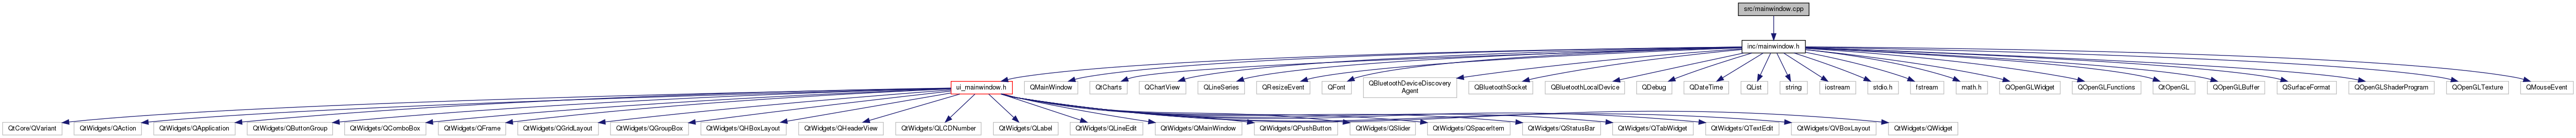 src/mainwindow.cpp
inc/mainwindow.h
ui_mainwindow.h
QMainWindow
QtCharts
QChartView
QLineSeries
QResizeEvent
QFont
QBluetoothDeviceDiscovery
Agent
QBluetoothSocket
QBluetoothLocalDevice
QDebug
QDateTime
QList
string
iostream
stdio.h
fstream
math.h
QOpenGLWidget
QOpenGLFunctions
QtOpenGL
QOpenGLBuffer
QSurfaceFormat
QOpenGLShaderProgram
QOpenGLTexture
QMouseEvent
QtCore/QVariant
QtWidgets/QAction
QtWidgets/QApplication
QtWidgets/QButtonGroup
QtWidgets/QComboBox
QtWidgets/QFrame
QtWidgets/QGridLayout
QtWidgets/QGroupBox
QtWidgets/QHBoxLayout
QtWidgets/QHeaderView
QtWidgets/QLCDNumber
QtWidgets/QLabel
QtWidgets/QLineEdit
QtWidgets/QMainWindow
QtWidgets/QPushButton
QtWidgets/QSlider
QtWidgets/QSpacerItem
QtWidgets/QStatusBar
QtWidgets/QTabWidget
QtWidgets/QTextEdit
QtWidgets/QVBoxLayout
QtWidgets/QWidget